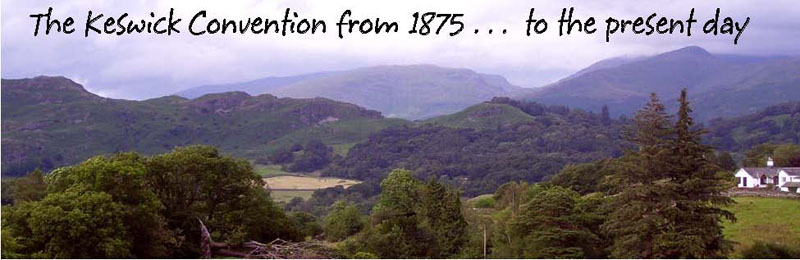 The Keswick Convention from 1875 . . . to the present day